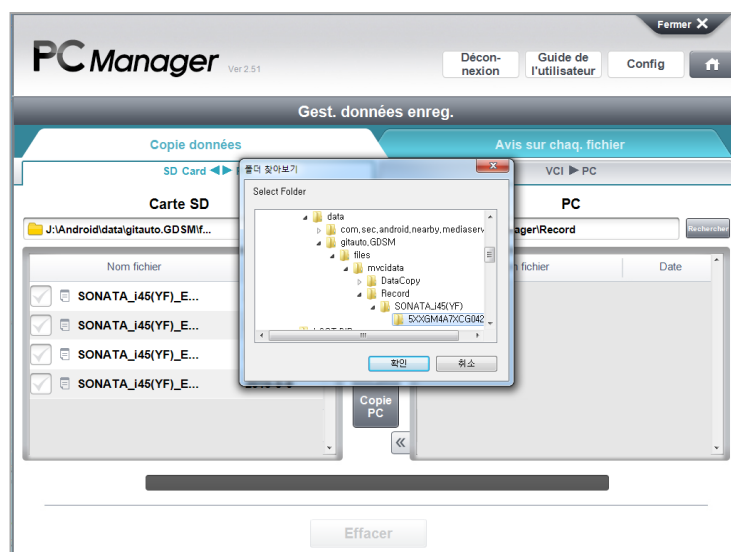 Fermer X
PC Manager Ver 2.51
Décon-
nexion
Guide de
l'utilisateur
Config
Gest. données enreg.
Copie données
Avis sur chaq. fichier
SD Card
VCI ▶ PC
Carte SD
PC
J:\Android\data\gitauto.GDSM\f...
ager\Record
Rechercher
Nom fichier
fichier
Date
SONATA_i45(YF)_E...
SONATA_i45(YF)_E...
SONATA_i45(YF)_E...
SONATA_i45(YF)_E...
폴더 찾아보기
Select Folder
data
com,sec,android,nearby,mediaserv
gitauto,GDSM
files
mvcidata
DataCopy
Record
SONATA_i45(YF)
5XXGM4A7XCG042
확인
취소
Copie
PC
Effacer